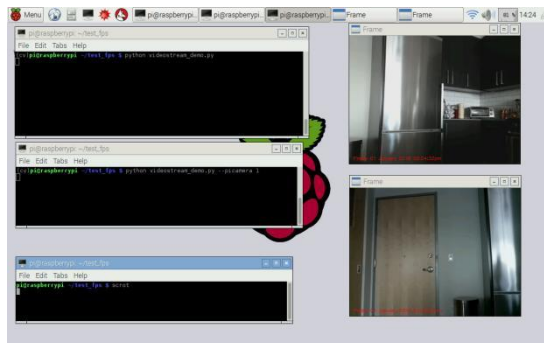 Menu
pi@raspberrypi...
pi@raspberrypi...
pi@raspberrypi...
Frame
Frame
14:24
pi@raspberrypi: ~/test_fps
File Edit Tabs Help
(cv)pi@raspberrypi ~/test_fps $ python videostream_demo.py
Frame
pi@raspberrypi: ~/test_fps
File Edit Tabs Help
(cv)pi@raspberrypi ~/test_fps $ python videostream_demo.py --picamera 1
Frame
pi@raspberrypi: ~/test_fps
File Edit Tabs Help
pi@raspberrypi ~/test_fps $ scrot